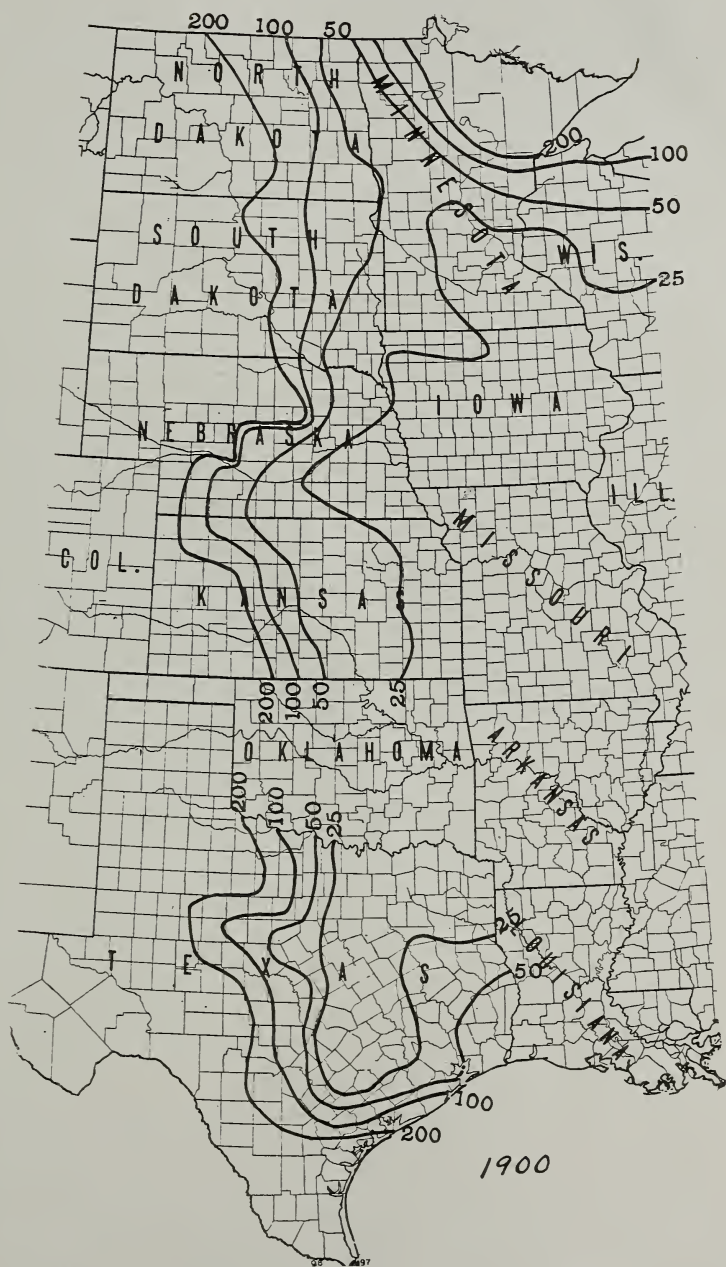 200 100 50
NORTH
DAKOTA
MINNESOTA
200
100
50
SOUTH
DAKOTA
WIS.
25
NEBRASKA
IOWA
ILL.
COL.
KANSAS
MISSOURI
200 100 50 25
OKLAHOMA
ARKANSAS
200 100 50 25
TEXAS
25
50
LOUISIANA
100
200
1900